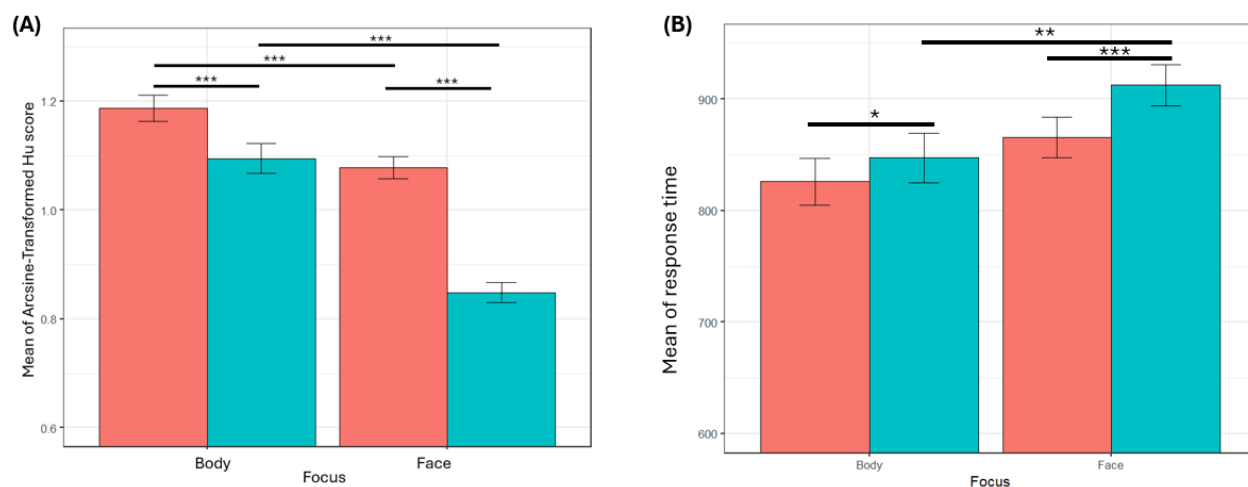 (A)
***
***
***
***
1.2
1.0
0.8
0.6
Mean of Arcsine-Transformed Hu score
Body
Face
Focus
(B)
**
***
*
900
800
700
600
Mean of response time
Body
Face
Focus